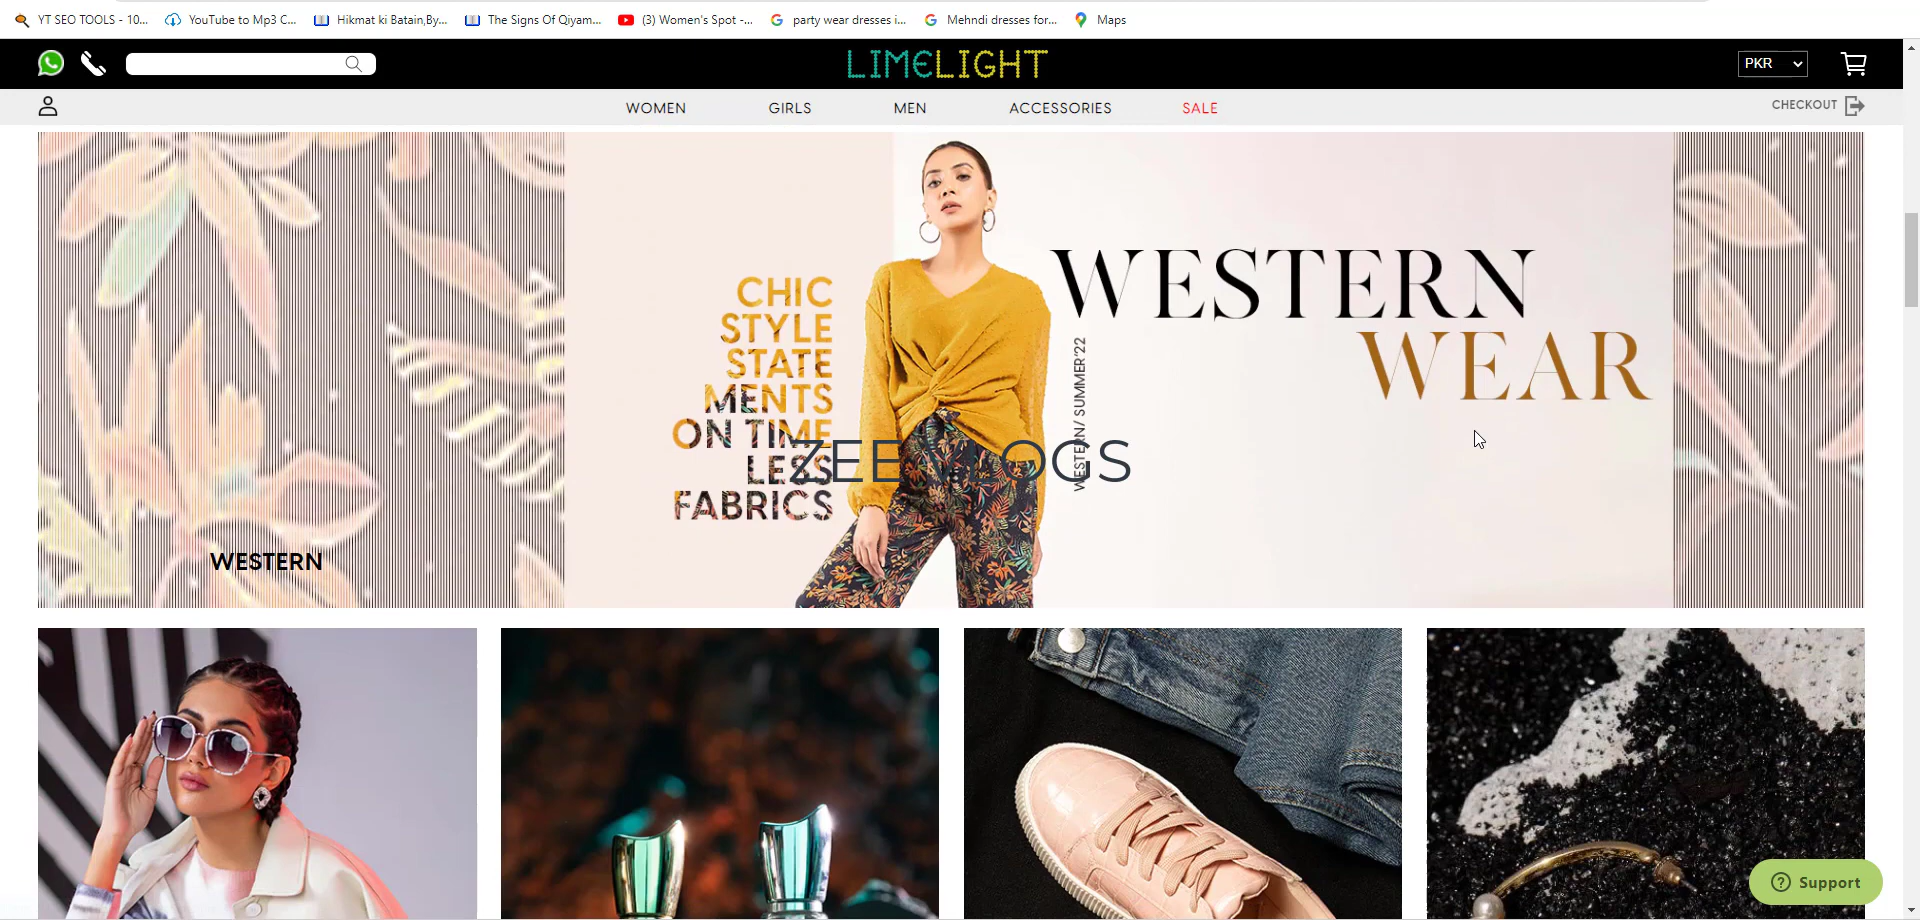 YT SEO TOOLS - 10...
YouTube to Mp3 C...
Hikmat ki Batain,By...
The Signs Of Qiyam...
(3) Women's Spot -...
party wear dresses i...
Mehndi dresses for...
Maps
LIMELIGHT
PKR
WOMEN
GIRLS
MEN
ACCESSORIES
SALE
CHECKOUT
CHIC
STYLE
STATE
MENTS
ON TIME
LESS
FABRICS
WESTERN
WEAR
WESTERN/ SUMMER'22
ZEE VLOGS
WESTERN
Support